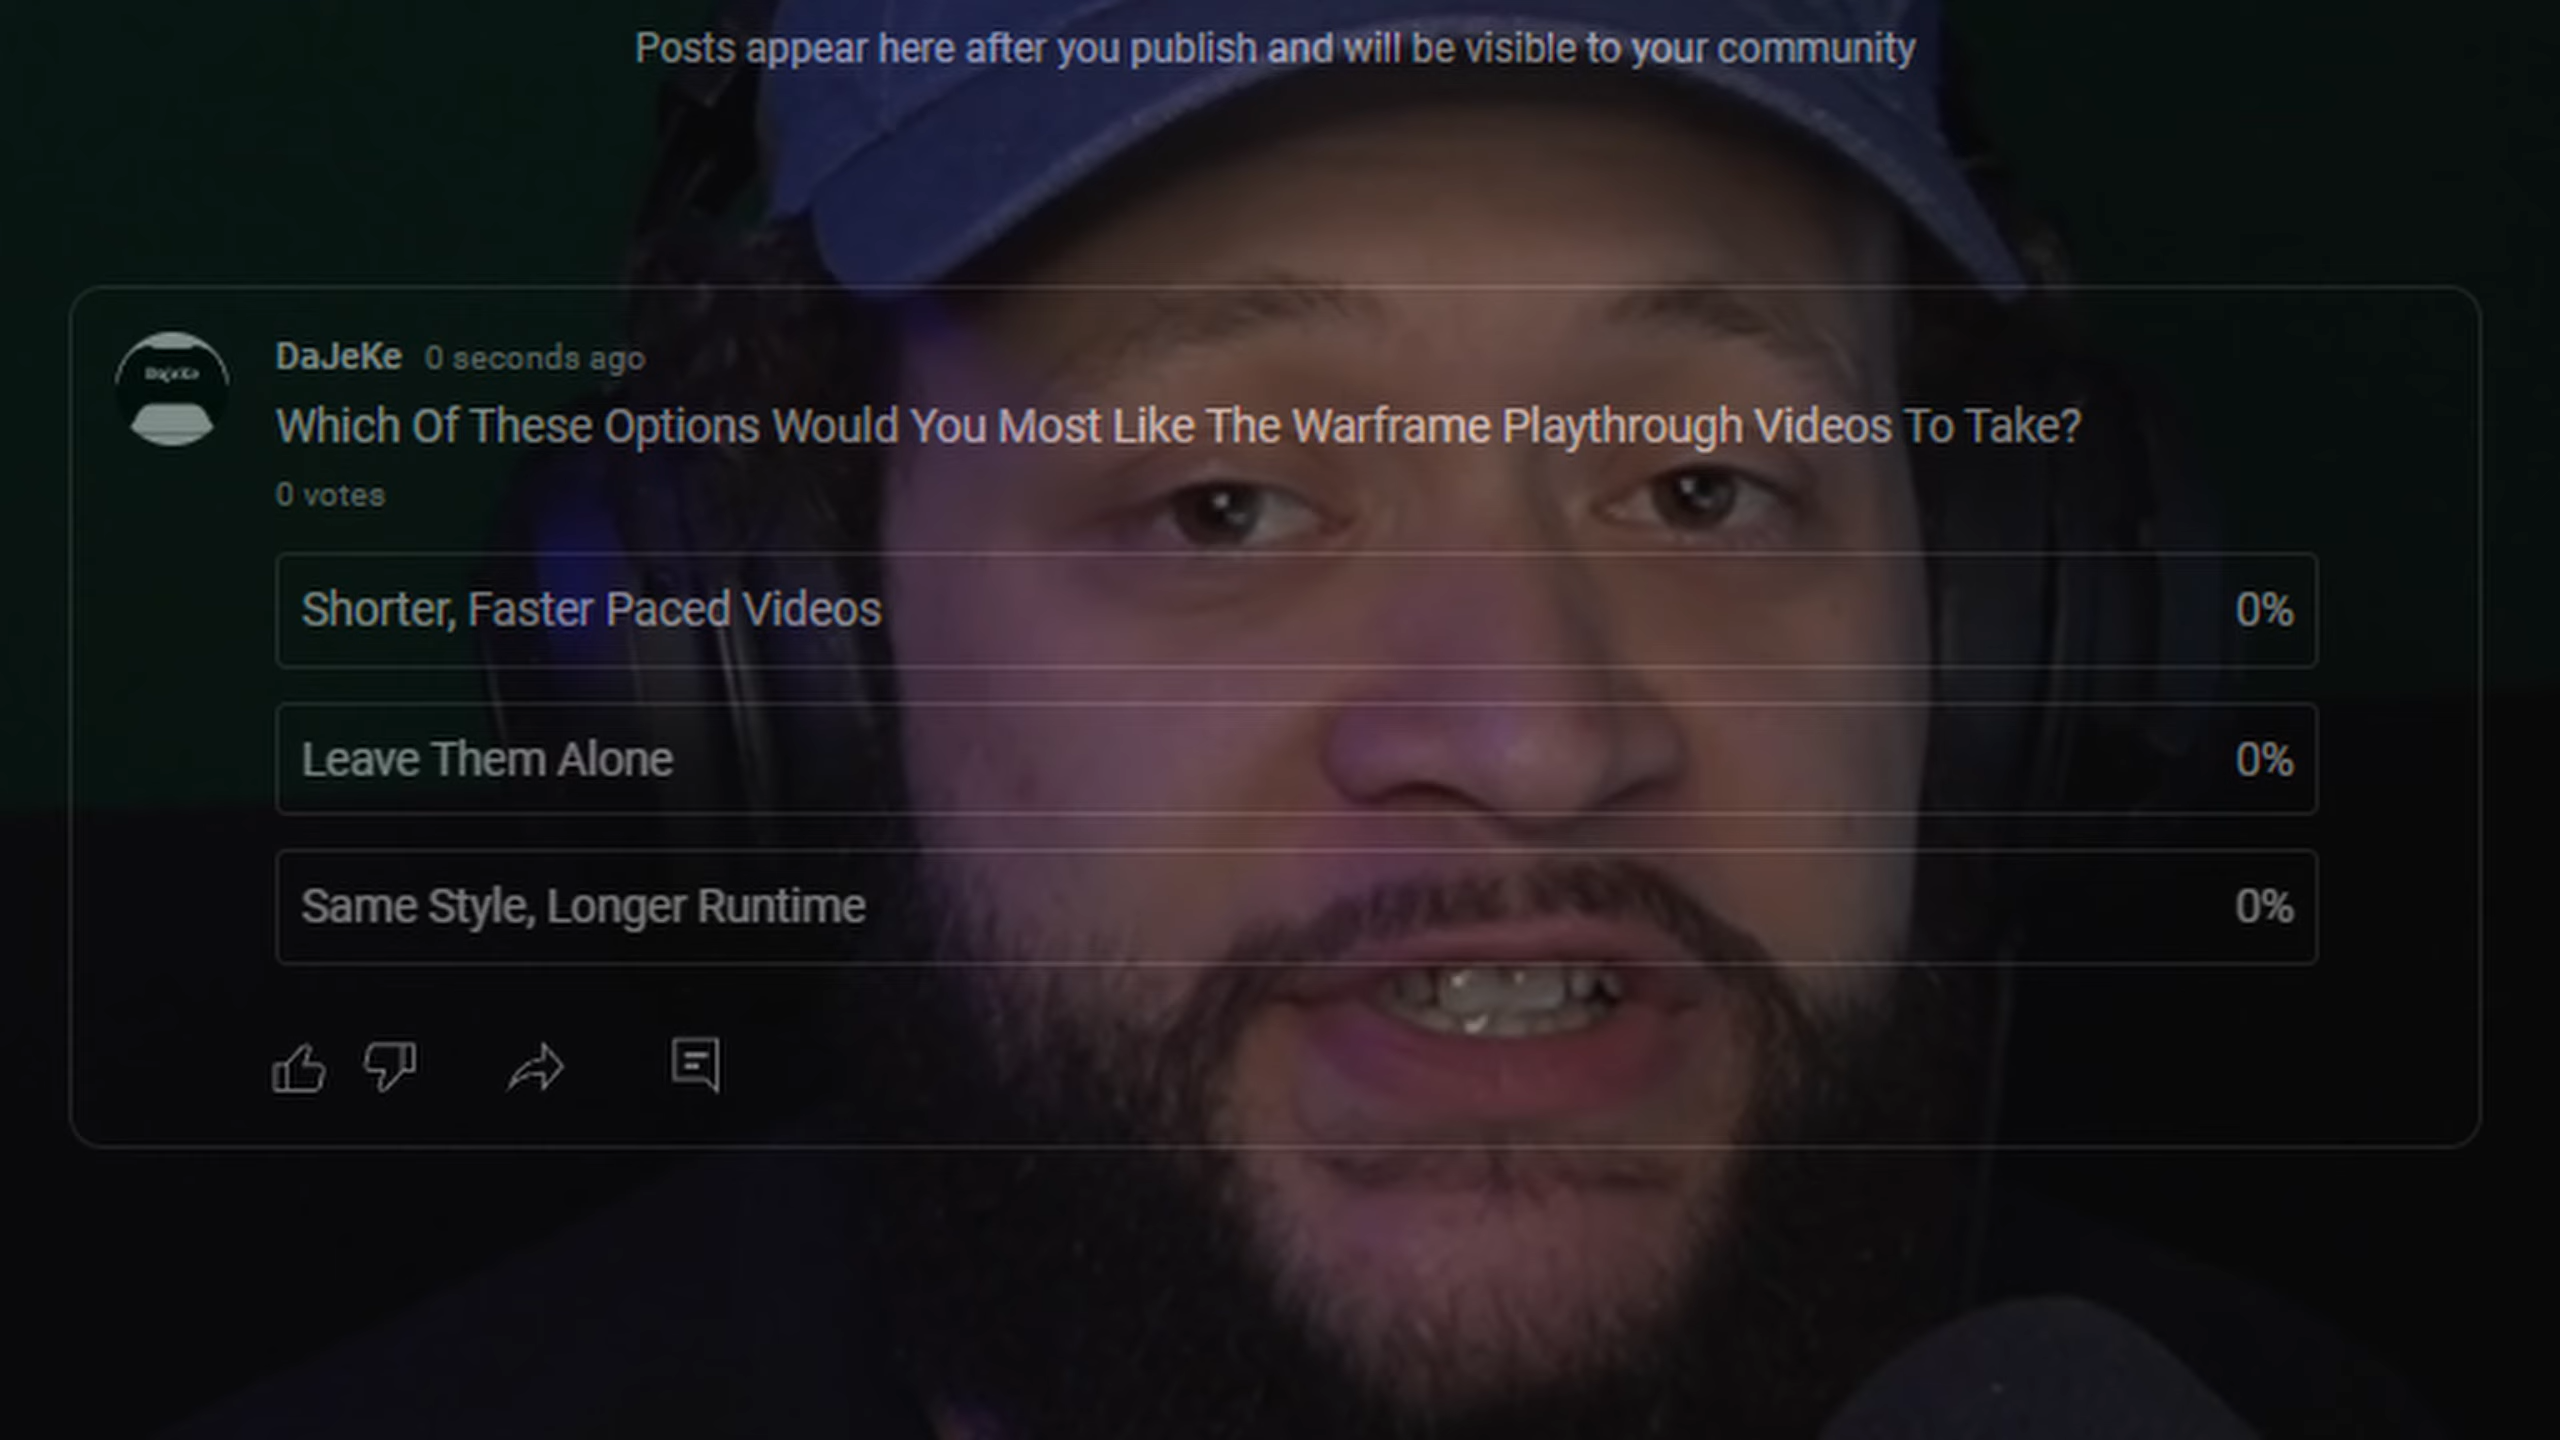 Posts appear here after you publish and will be visible to your community
DaJeKe 0 seconds ago
Which Of These Options Would You Most Like The Warframe Playthrough Videos To Take?
0 votes
Shorter, Faster Paced Videos 0%
Leave Them Alone 0%
Same Style, Longer Runtime 0%